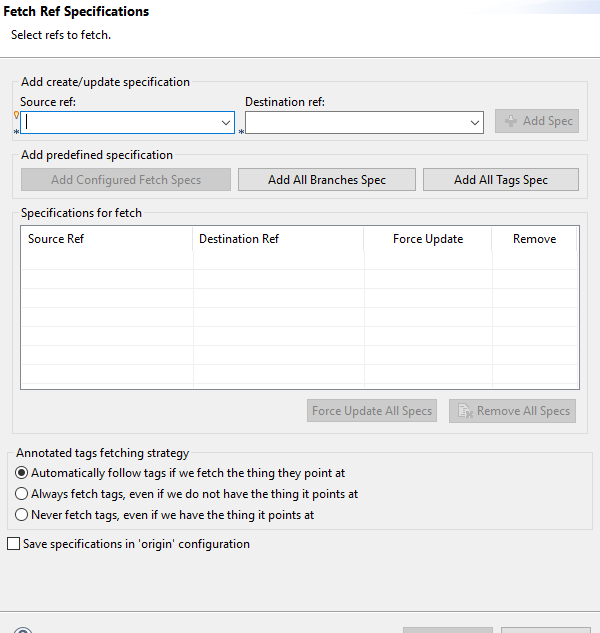 Fetch Ref Specifications
Select refs to fetch.
Add create/update specification
Source ref: Destination ref:
* * Add Spec
Add predefined specification
Add Configured Fetch Specs Add All Branches Spec Add All Tags Spec
Specifications for fetch
Source Ref Destination Ref Force Update Remove
Force Update All Specs Remove All Specs
Annotated tags fetching strategy
Automatically follow tags if we fetch the thing they point at
Always fetch tags, even if we do not have the thing it points at
Never fetch tags, even if we have the thing it points at
Save specifications in 'origin' configuration